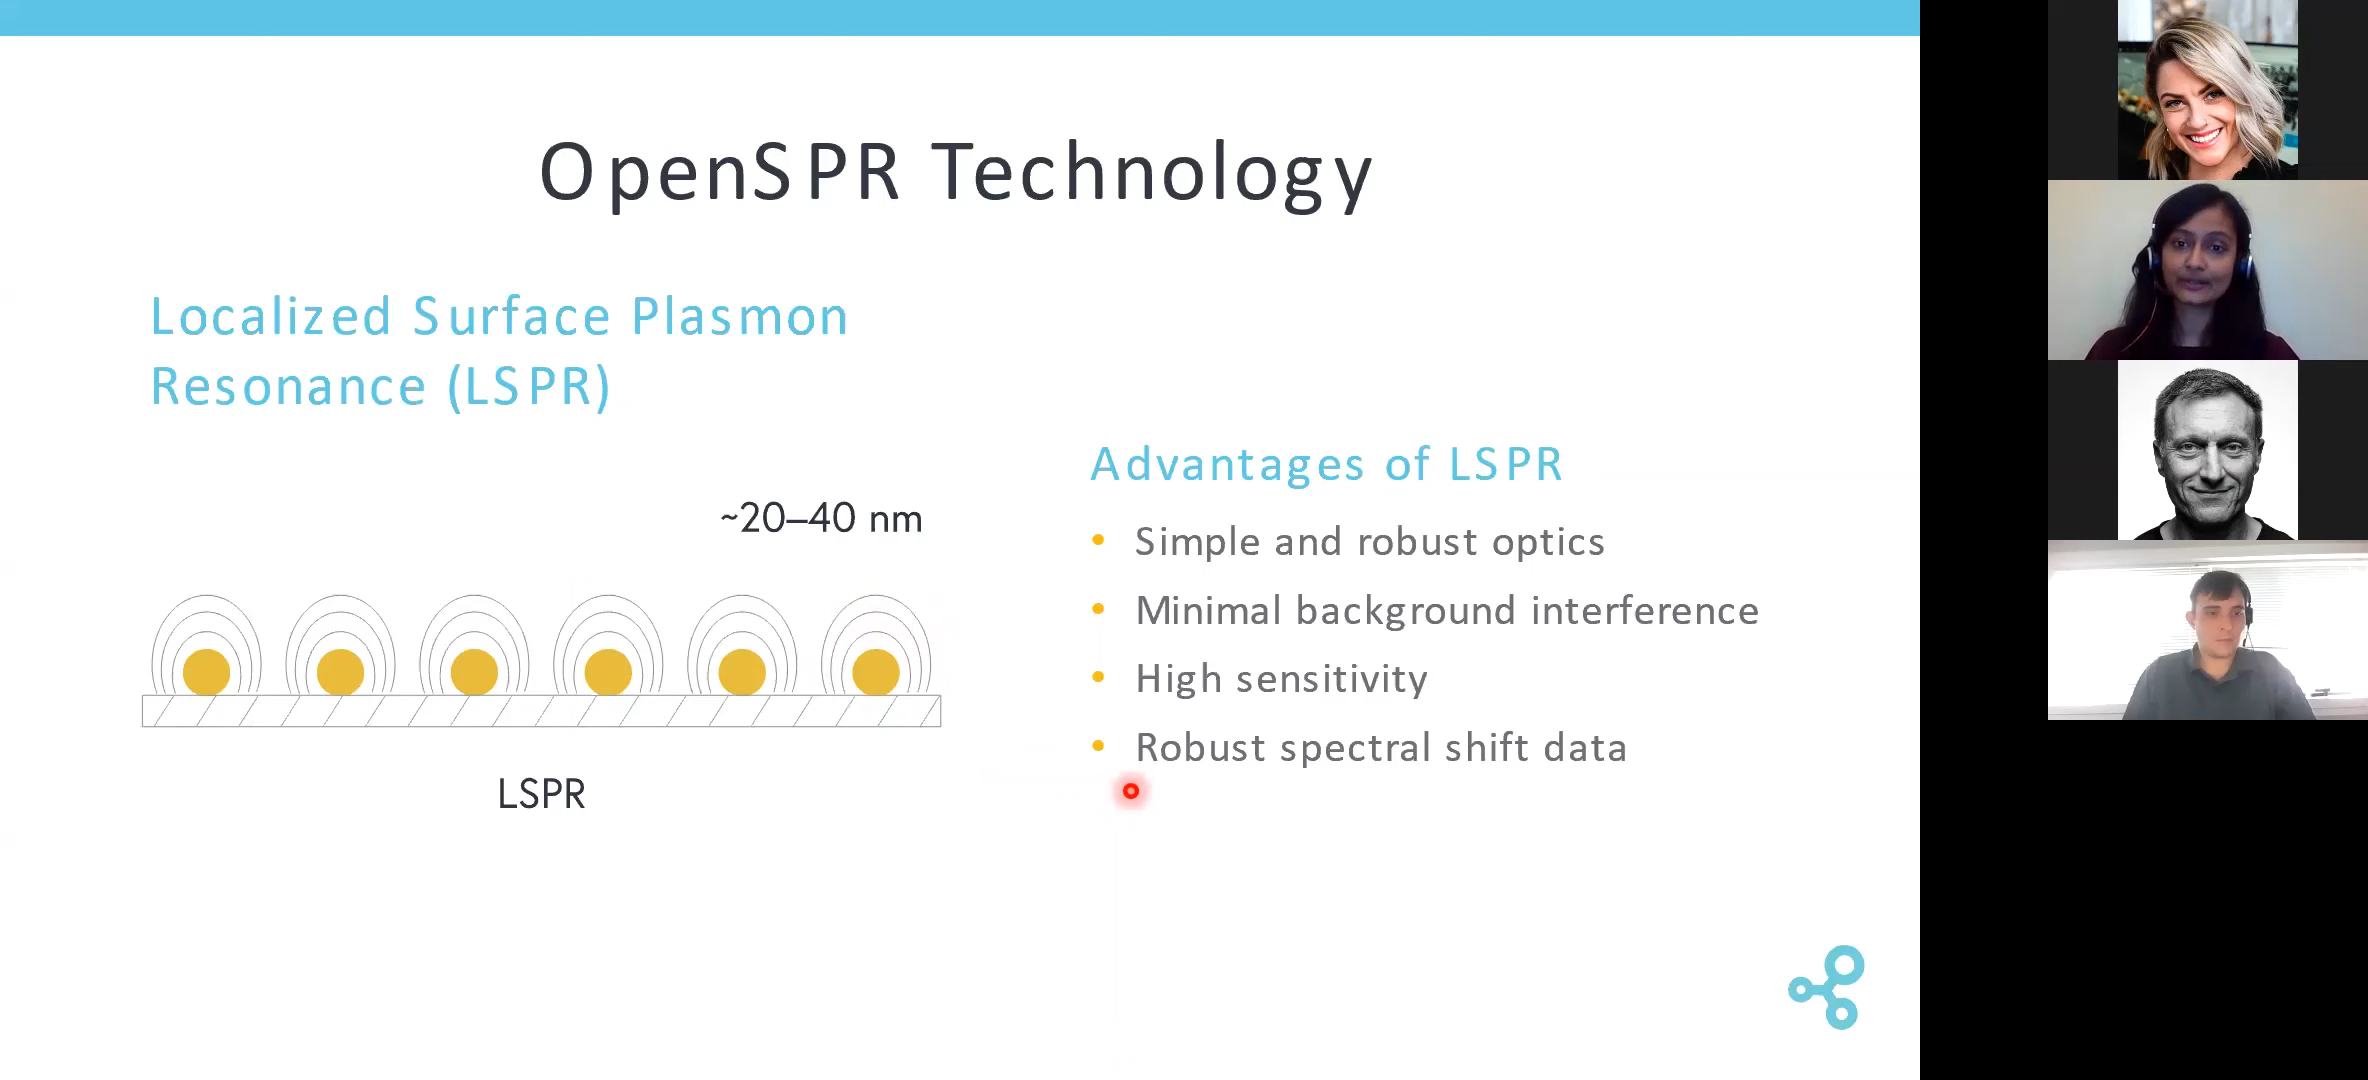 OpenSPR Technology
Localized Surface Plasmon
Resonance (LSPR)
~20–40 nm
LSPR
Advantages of LSPR
• Simple and robust optics
• Minimal background interference
• High sensitivity
• Robust spectral shift data